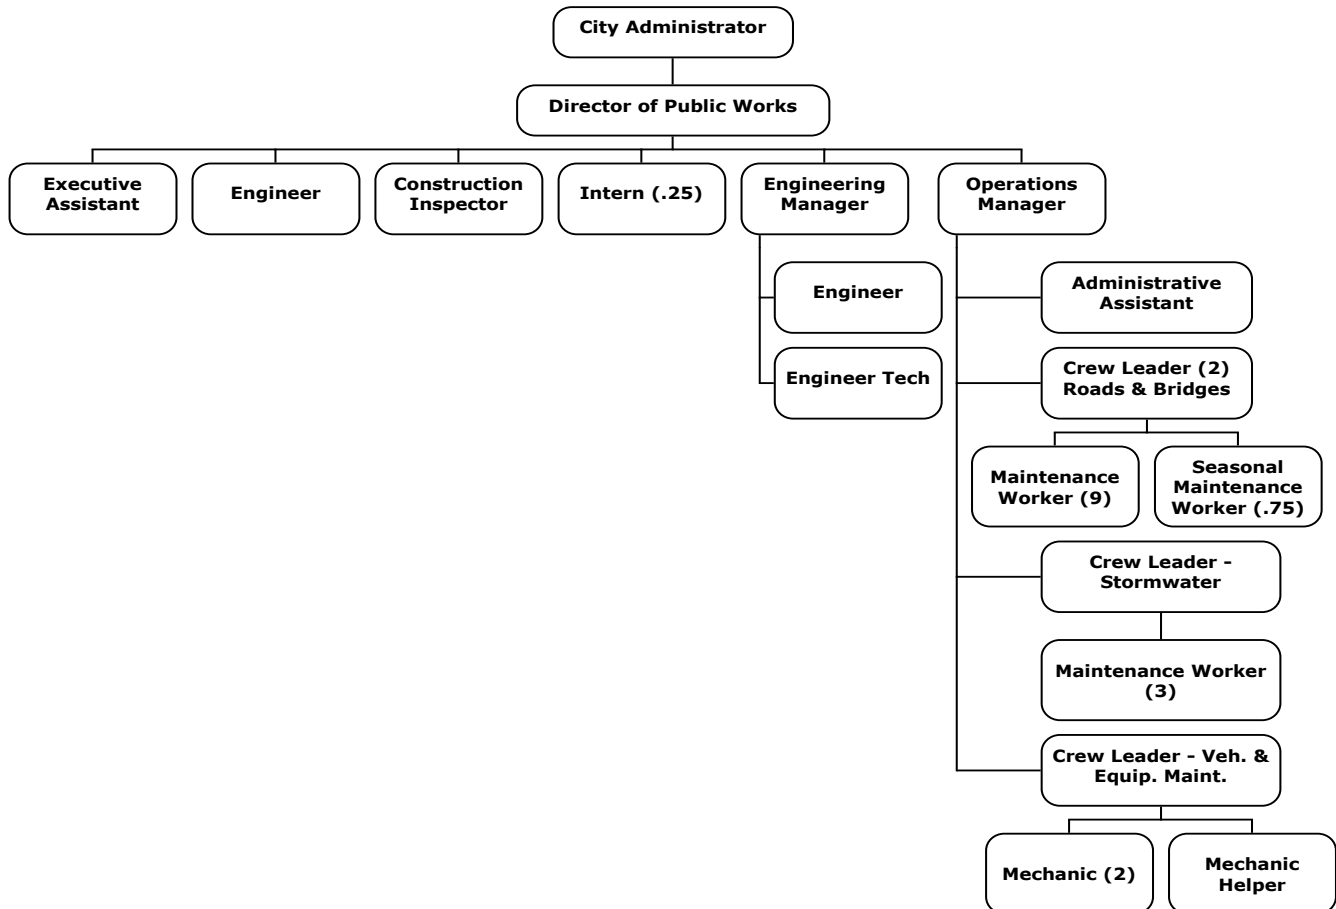 City Administrator
Director of Public Works
Executive
Assistant
Engineer
Construction
Inspector
Intern (.25)
Engineering
Manager
Operations
Manager
Engineer
Administrative
Assistant
Engineer Tech
Crew Leader (2)
Roads & Bridges
Maintenance
Worker (9)
Seasonal
Maintenance
Worker (.75)
Crew Leader -
Stormwater
Maintenance Worker
(3)
Crew Leader - Veh. &
Equip. Maint.
Mechanic (2)
Mechanic
Helper